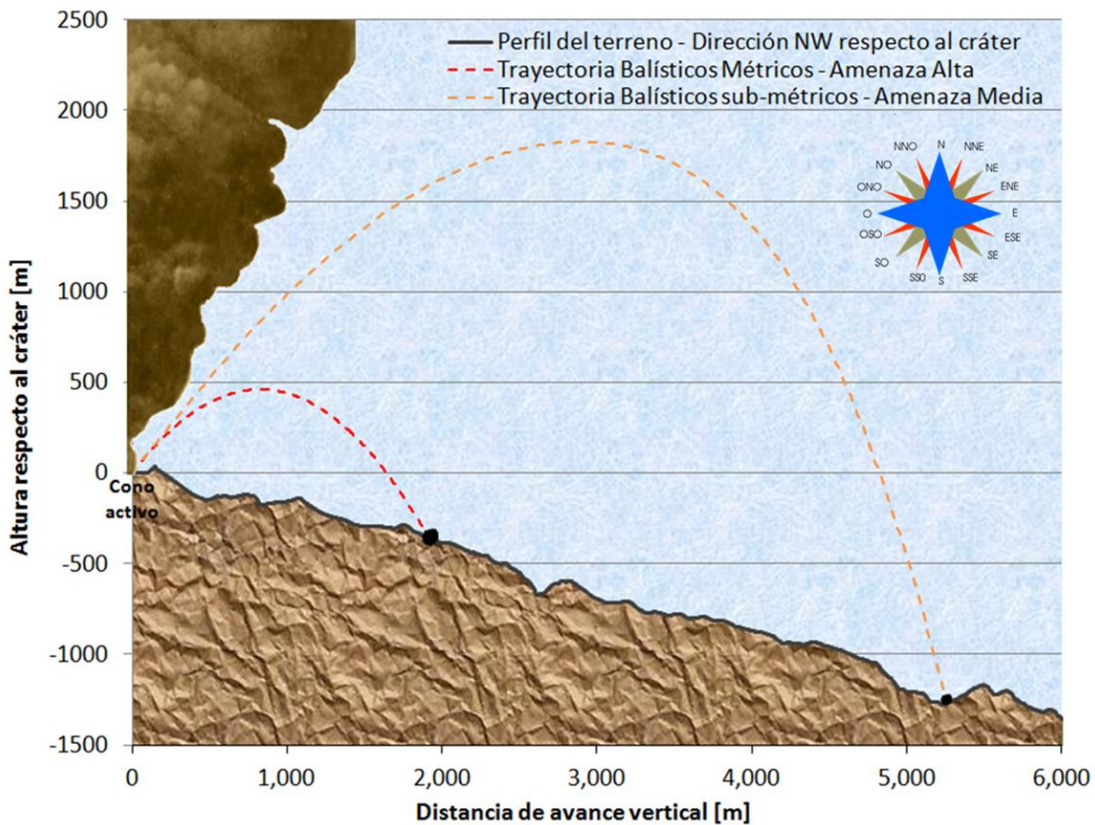 2500
2000
1500
1000
500
0
-500
-1000
-1500
Altura respecto al cráter [m]
Perfil del terreno - Dirección NW respecto al cráter
Trayectoria Balísticos Métricos - Amenaza Alta
Trayectoria Balísticos sub-métricos - Amenaza Media
N
NNE
NE
ENE
E
ESE
SE
SSE
S
SSO
SO
OSO
O
ONO
NO
NNO
Cono
activo
0
1,000
2,000
3,000
4,000
5,000
6,000
Distancia de avance vertical [m]